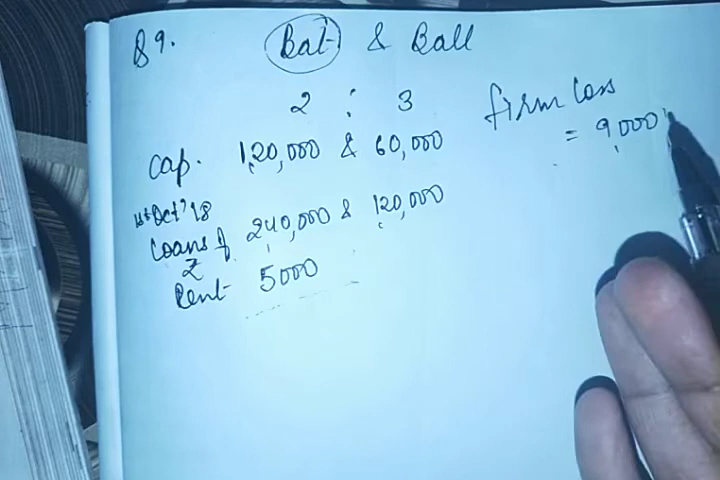 89.
Bat & Ball
2 : 3
firm loss
= 9,000
Cap. 1,20,000 & 60,000
1st Oct' 18
Loans of 240,000 & 120,000
Rent- 5000